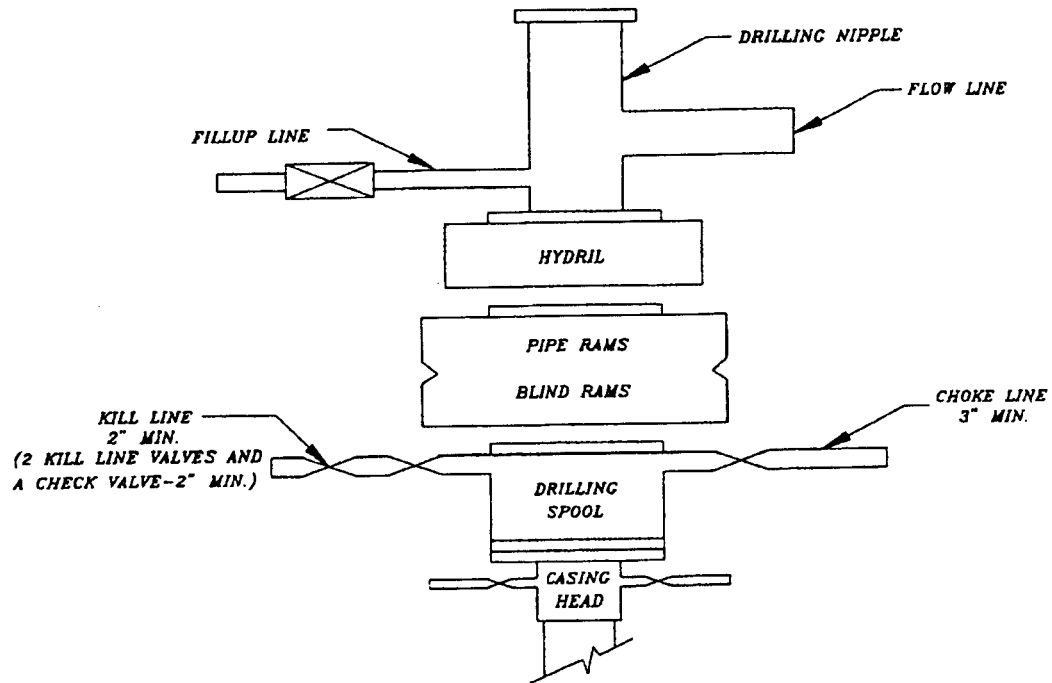 DRILLING NIPPLE
FLOW LINE
FILLUP LINE
HYDRIL
PIPE RAMS
BLIND RAMS
KILL LINE
2" MIN.
(2 KILL LINE VALVES AND
A CHECK VALVE-2" MIN.)
CHOKE LINE
3" MIN.
DRILLING
SPOOL
CASING
HEAD